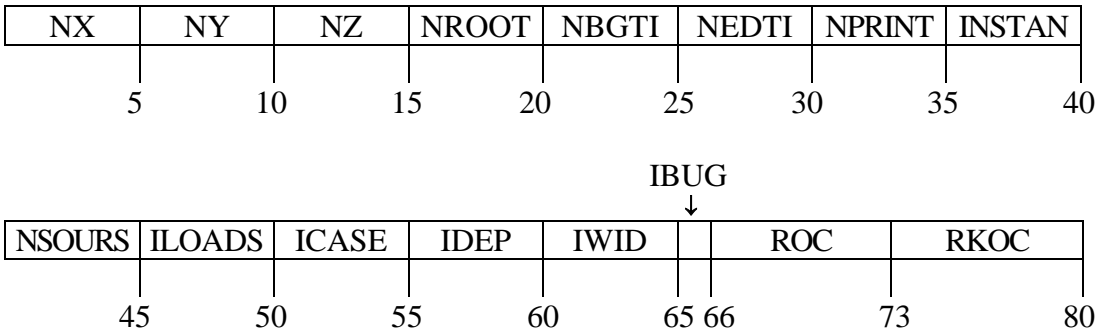 NX NY NZ NROOT NBGTI NEDTI NPRINT INSTAN
5 10 15 20 25 30 35 40
IBUG
NSOURS ILOADS ICASE IDEP IWID ROC RKOC
45 50 55 60 65 66 73 80